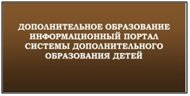 ДОПОЛНИТЕЛЬНОЕ ОБРАЗОВАНИЕ
ИНФОРМАЦИОННЫЙ ПОРТАЛ
СИСТЕМЫ ДОПОЛНИТЕЛЬНОГО
ОБРАЗОВАНИЯ ДЕТЕЙ